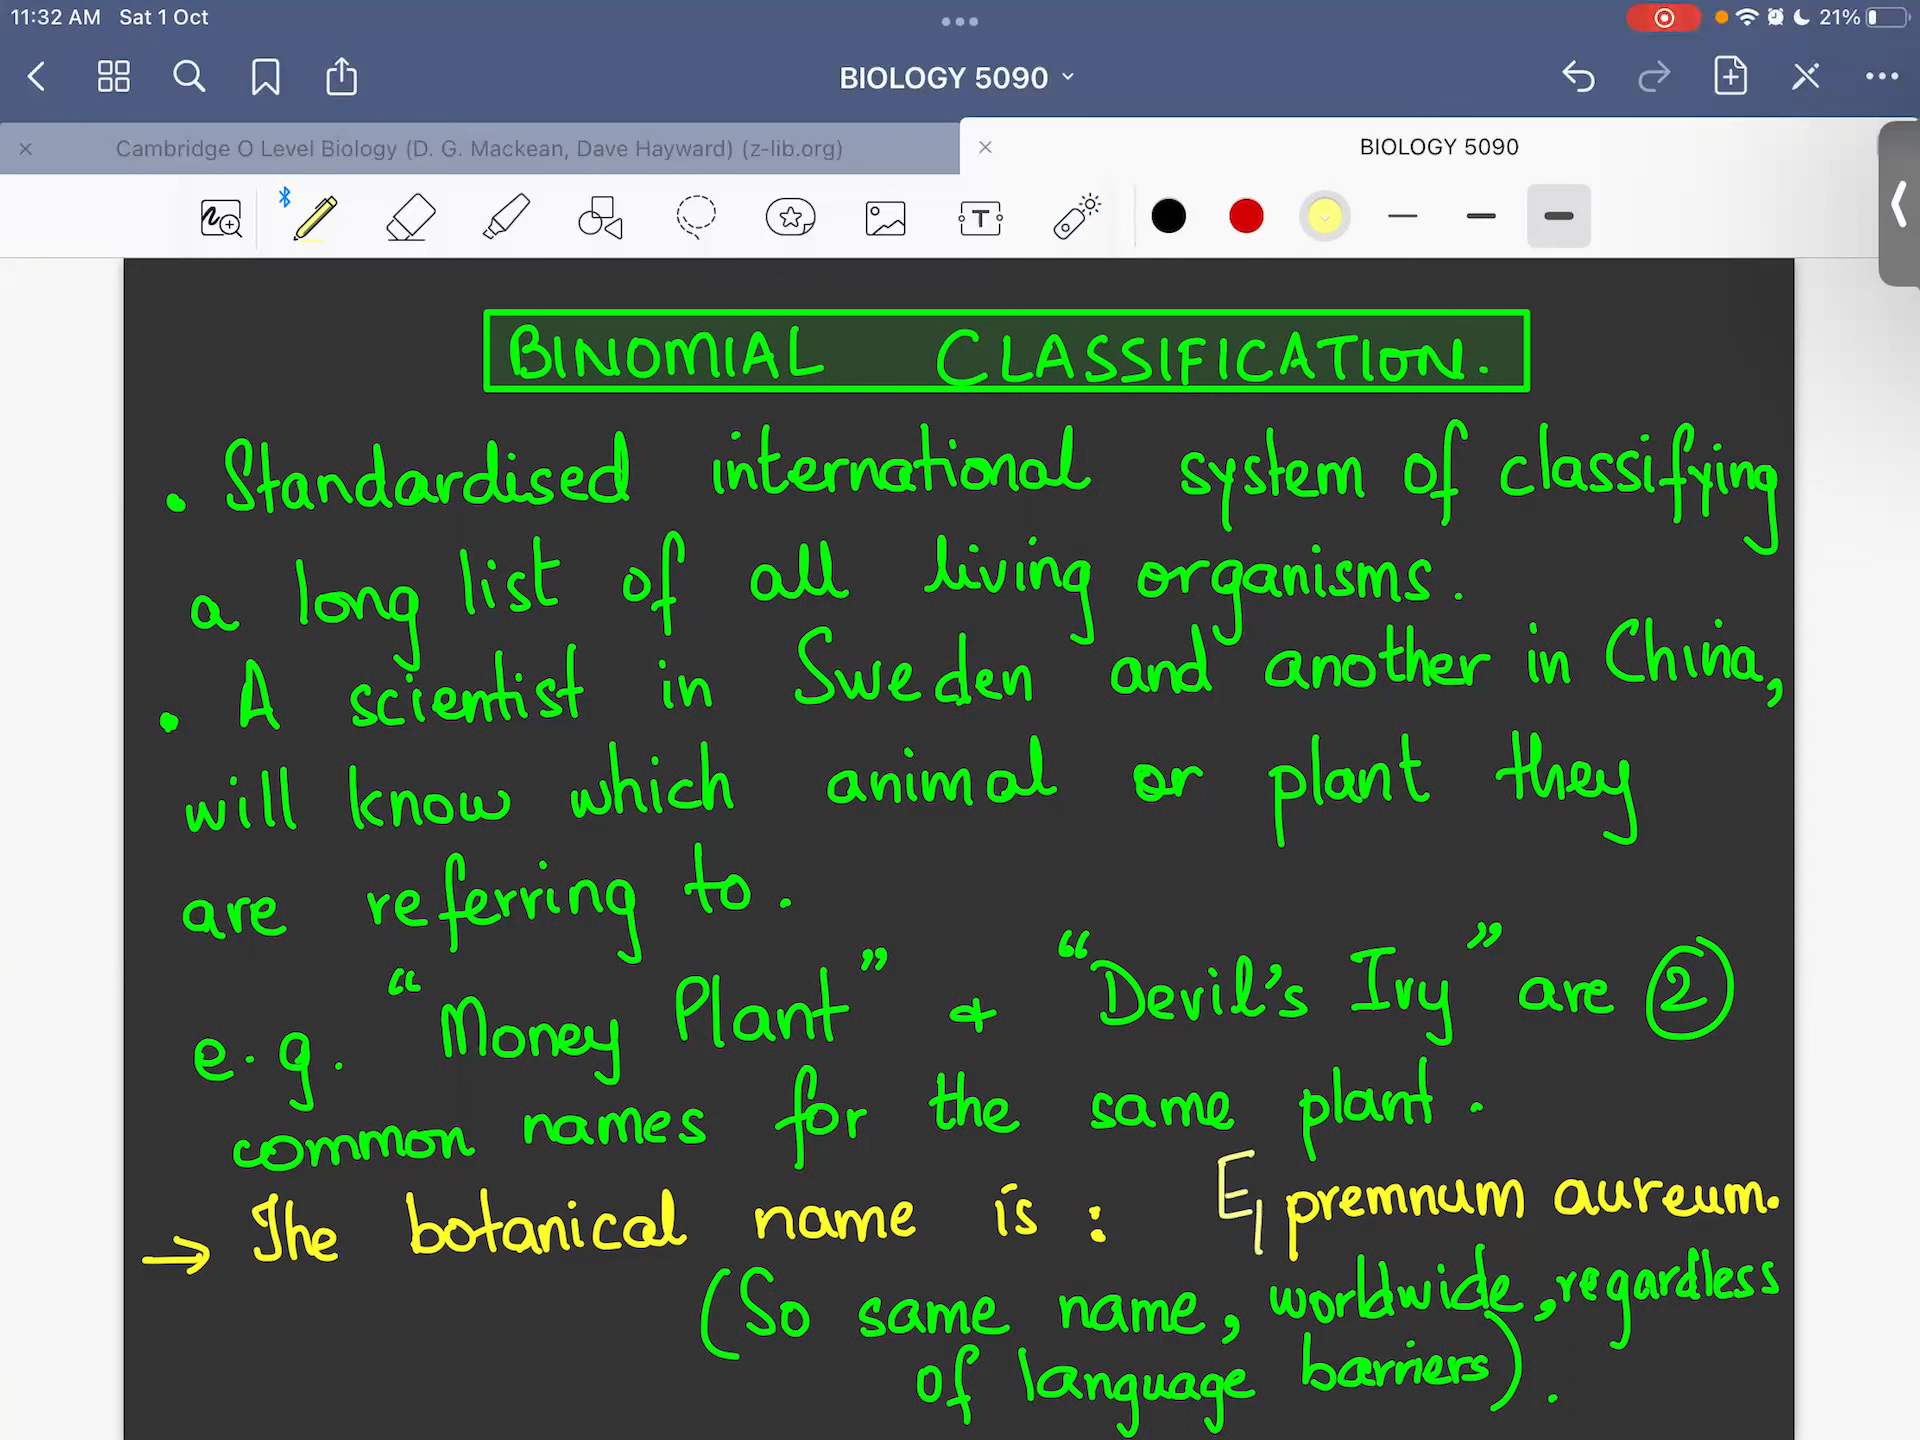 11:32 AM Sat 1 Oct
21%
BIOLOGY 5090
Cambridge O Level Biology (D. G. Mackean, Dave Hayward) (z-lib.org)
BIOLOGY 5090
BINOMIAL CLASSIFICATION.
• Standardised international system of classifying
a long list of all living organisms.
• A scientist in Sweden and another in China,
will know which animal or plant they
are referring to.
e.g. “Money Plant” & “Devil's Ivy” are ②
common names for the same plant.
→ The botanical name is : Epipremnum aureum.
(So same name, worldwide, regardless
of language barriers).